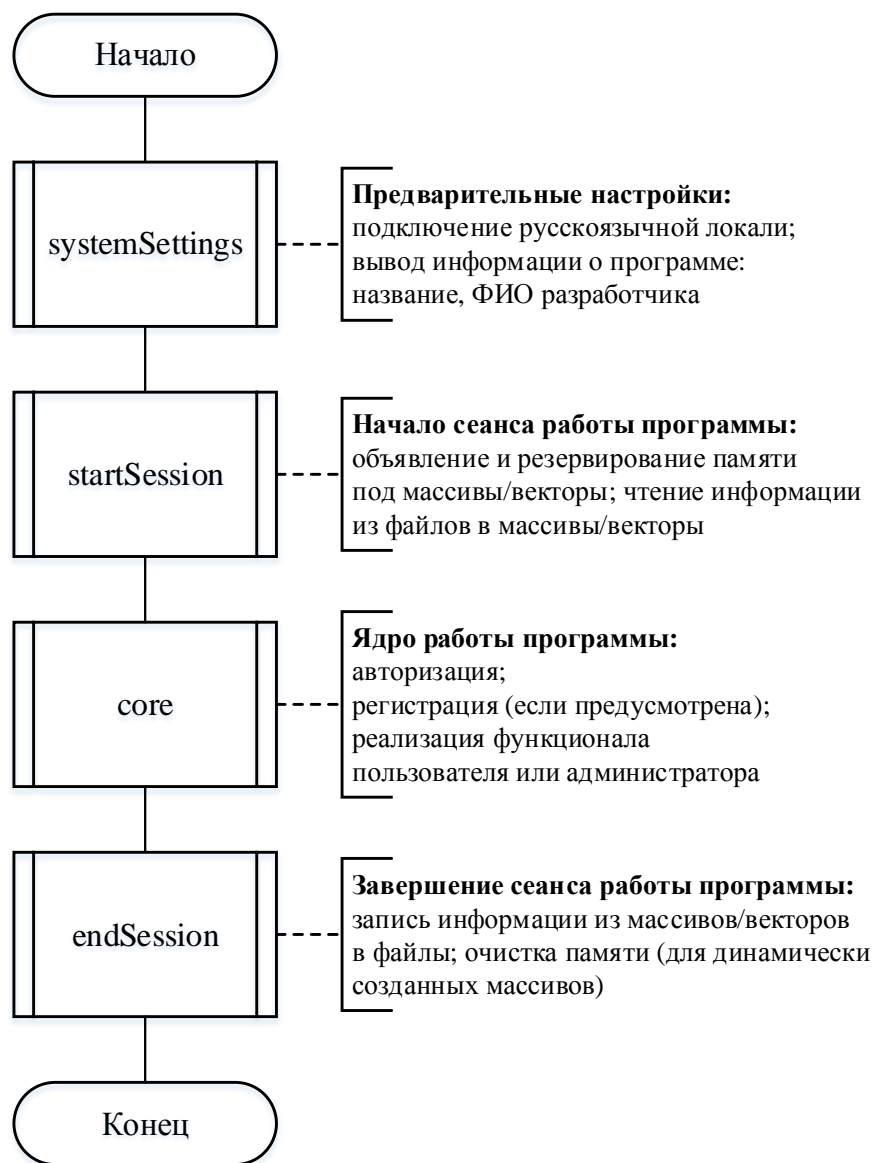 Начало
systemSettings
Предварительные настройки:
подключение русскоязычной локали;
вывод информации о программе:
название, ФИО разработчика
startSession
Начало сеанса работы программы:
объявление и резервирование памяти
под массивы/векторы; чтение информации
из файлов в массивы/векторы
core
Ядро работы программы:
авторизация;
регистрация (если предусмотрена);
реализация функционала
пользователя или администратора
endSession
Завершение сеанса работы программы:
запись информации из массивов/векторов
в файлы; очистка памяти (для динамически
созданных массивов)
Конец